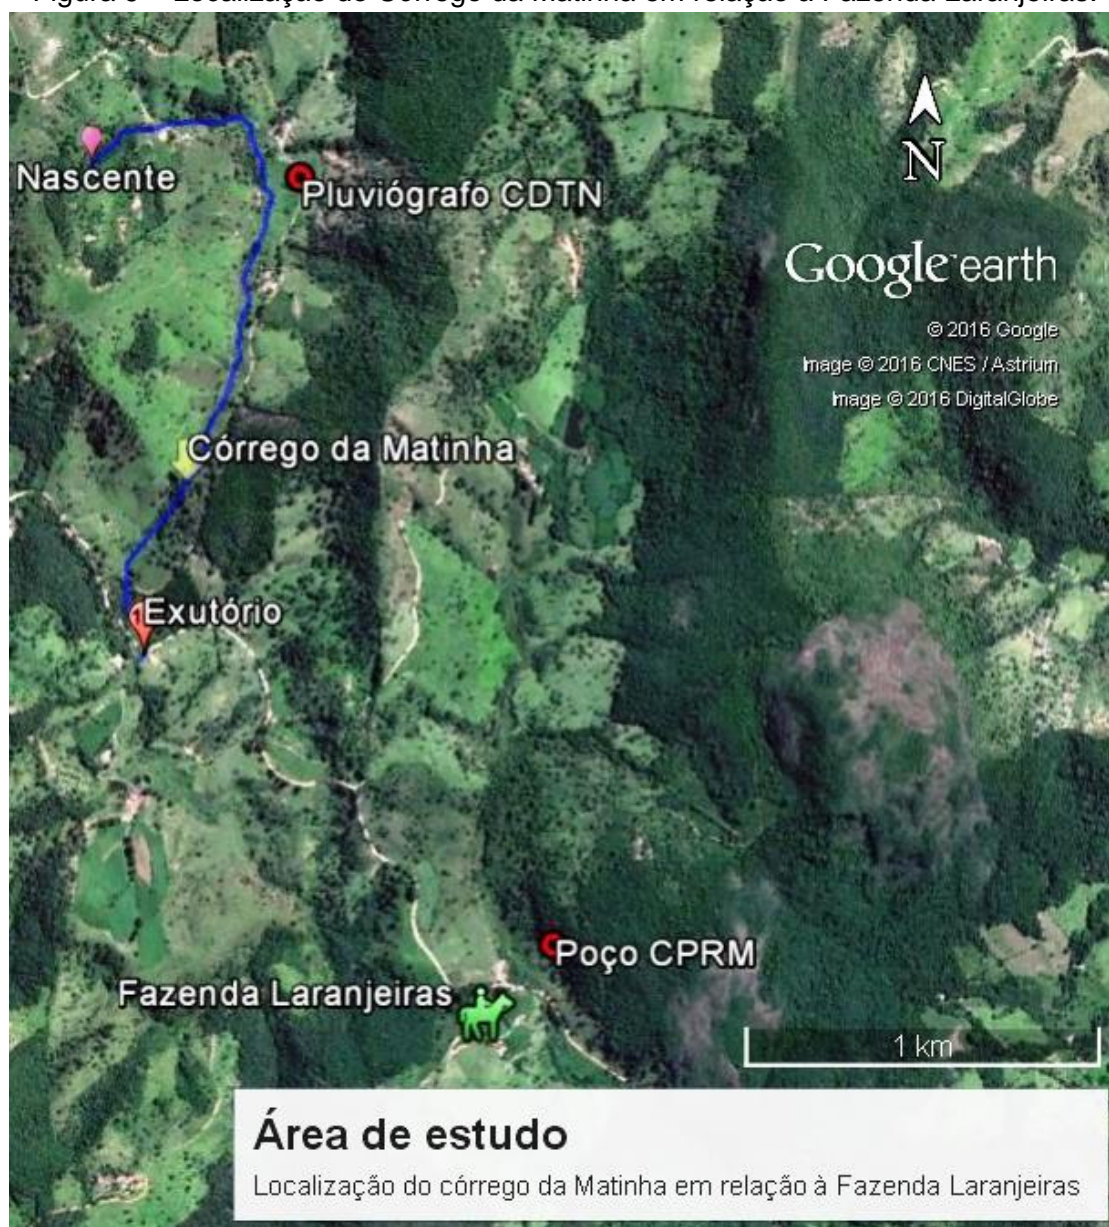 Nascente
Pluviógrafo CDTN
N
Google earth
© 2016 Google
Image © 2016 CNES / Astrium
Image © 2016 DigitalGlobe
Córrego da Matinha
1
Exutório
Poço CPRM
Fazenda Laranjeiras
1 km
Área de estudo
Localização do córrego da Matinha em relação à Fazenda Laranjeiras